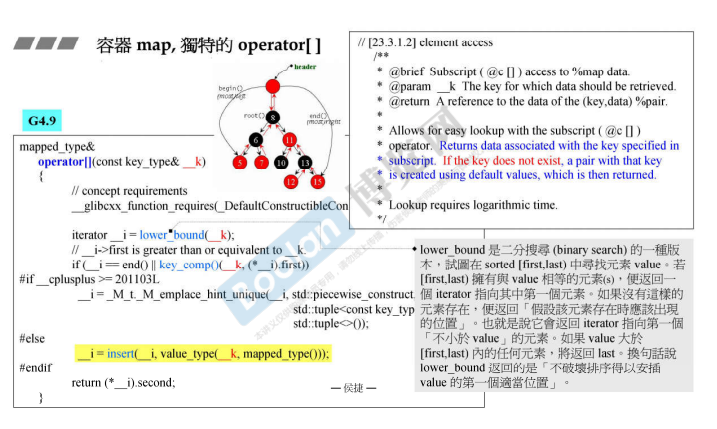 容器 map, 獨特的 operator[ ]
header
begin()
(most)left
root()
end()
(most)right
8
6
11
5
7
10
13
12
15
G4.9
mapped_type&
operator[](const key_type& __k)
{
// concept requirements
__glibcxx_function_requires(_DefaultConstructibleCon
iterator __i = lower_bound(__k);
// __i->first is greater than or equivalent to __k.
if (__i == end() || key_comp()(__k, (*__i).first))
#if __cplusplus >= 201103L
__i = _M_t._M_emplace_hint_unique(__i, std::piecewise_construct,
std::tuple<const key_typ
std::tuple<>());
#else
__i = insert(__i, value_type(__k, mapped_type()));
#endif
return (*__i).second;
}
— 侯捷 —
// [23.3.1.2] element access
/**
* @brief Subscript ( @c [] ) access to %map data.
* @param __k The key for which data should be retrieved.
* @return A reference to the data of the (key,data) %pair.
*
* Allows for easy lookup with the subscript ( @c [] )
* operator. Returns data associated with the key specified in
* subscript. If the key does not exist, a pair with that key
* is created using default values, which is then returned.
*
* Lookup requires logarithmic time.
*/
lower_bound 是二分搜尋 (binary search) 的一種版
本，試圖在 sorted [first,last) 中尋找元素 value。若
[first,last) 擁有與 value 相等的元素(s)，便返回一
個 iterator 指向其中第一個元素。如果沒有這樣的
元素存在，便返回「假設該元素存在時應該出現
的位置」。也就是說它會返回 iterator 指向第一個
「不小於 value」的元素。如果 value 大於
[first,last) 內的任何元素，將返回 last。換句話說
lower_bound 返回的是「不破壞排序得以安插
value 的第一個適當位置」。
Boolan 博览网